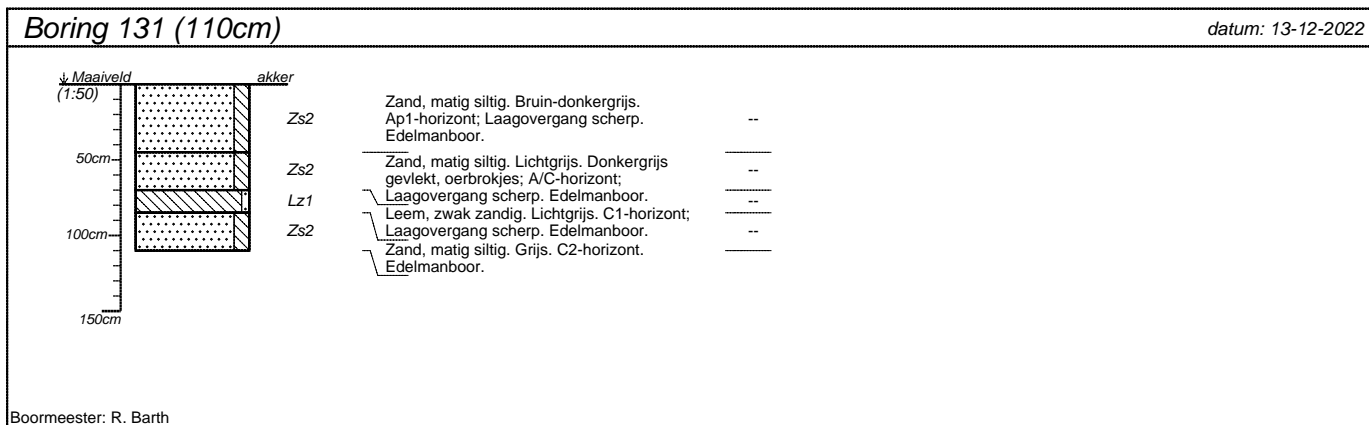 Boring 131 (110cm)
datum: 13-12-2022
Maaiveld
akker
(1:50)
Zs2
Zand, matig siltig. Bruin-donkergrijs.
Ap1-horizont; Laagovergang scherp.
Edelmanboor.
--
50cm
Zs2
Zand, matig siltig. Lichtgrijs. Donkergrijs
gevlekt, oerbrokjes; A/C-horizont;
Laagovergang scherp. Edelmanboor.
--
Lz1
Leem, zwak zandig. Lichtgrijs. C1-horizont;
Laagovergang scherp. Edelmanboor.
--
100cm
Zs2
Zand, matig siltig. Grijs. C2-horizont.
Edelmanboor.
--
150cm
Boormeester: R. Barth